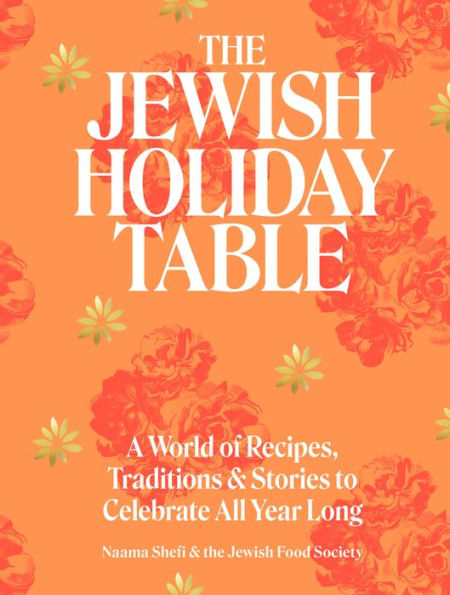 THE
JEWISH
HOLIDAY
TABLE
A World of Recipes,
Traditions & Stories to
Celebrate All Year Long
Naama Shefi & the Jewish Food Society